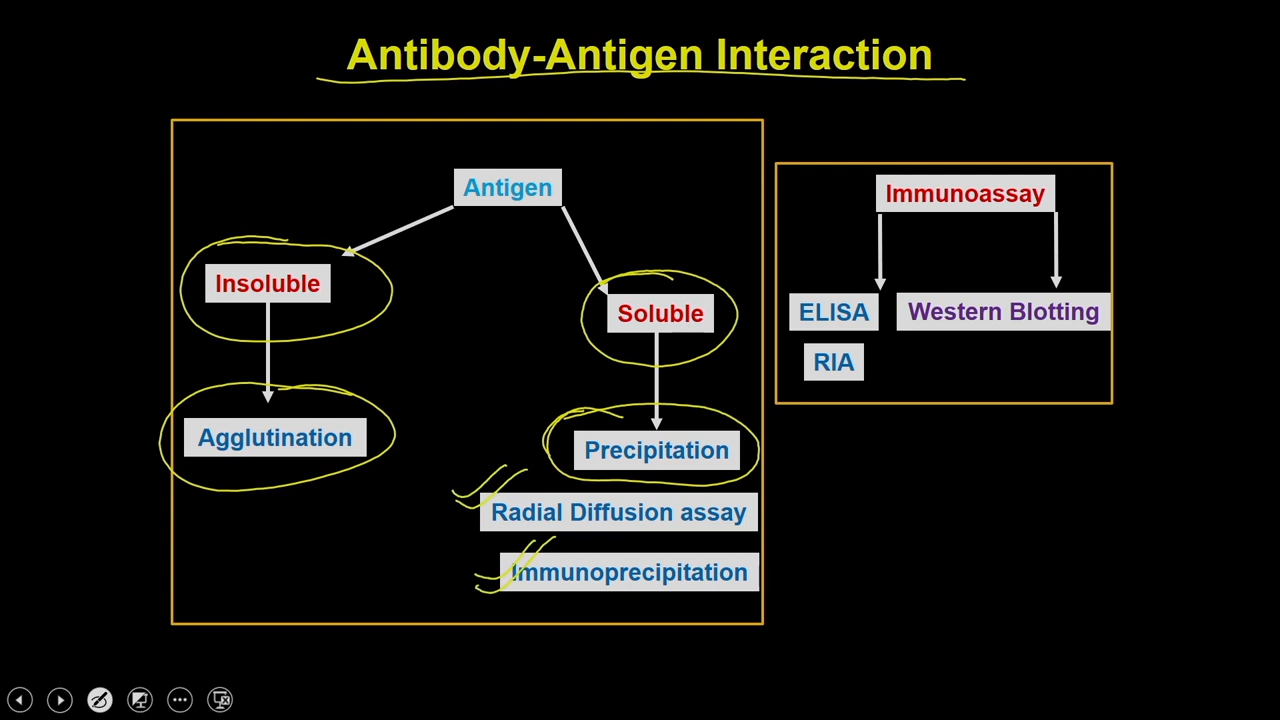 Antibody-Antigen Interaction
Antigen
Insoluble
Soluble
Agglutination
Precipitation
Radial Diffusion assay
Immunoprecipitation
Immunoassay
ELISA
Western Blotting
RIA